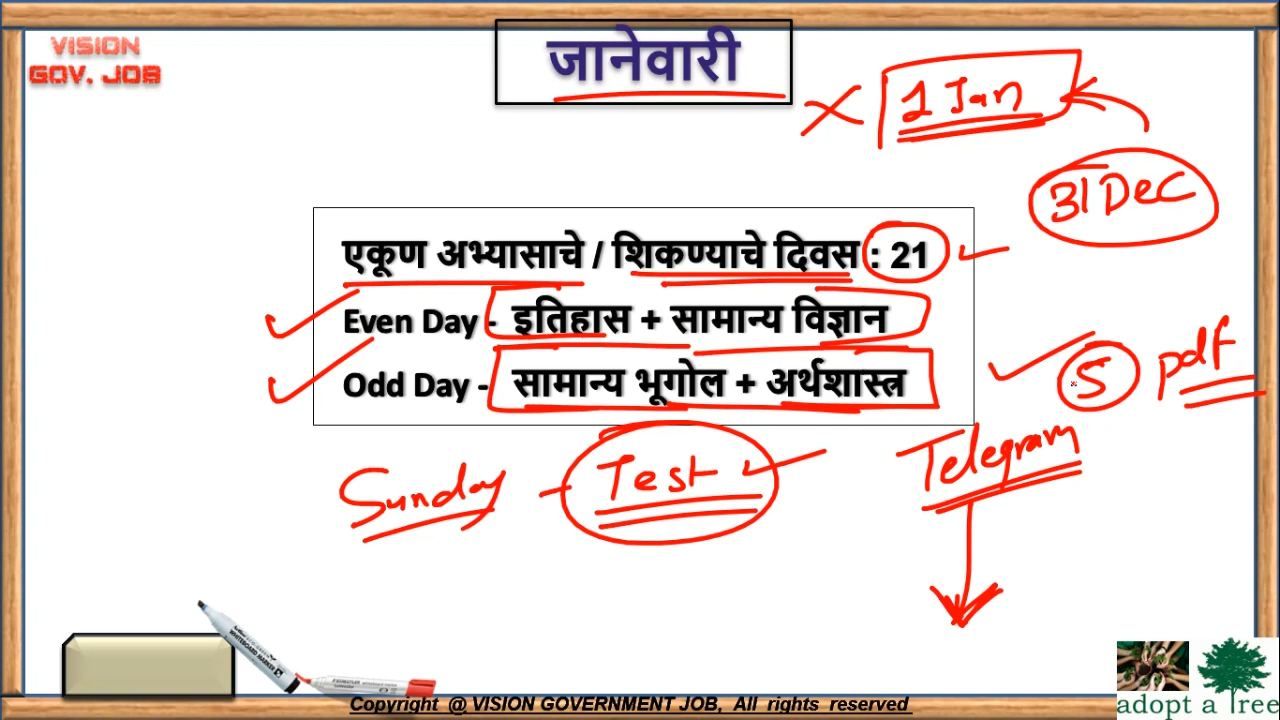 VISION
GOV. JOB
जानेवारी
1 Jan
31 Dec
एकूण अभ्यासाचे / शिकण्याचे दिवस : 21
Even Day - इतिहास + सामान्य विज्ञान
Odd Day - सामान्य भूगोल + अर्थशास्त्र
5 pdf
Sunday - Test
Telegram
Copyright @ VISION GOVERNMENT JOB, All rights reserved
adopt a Tree